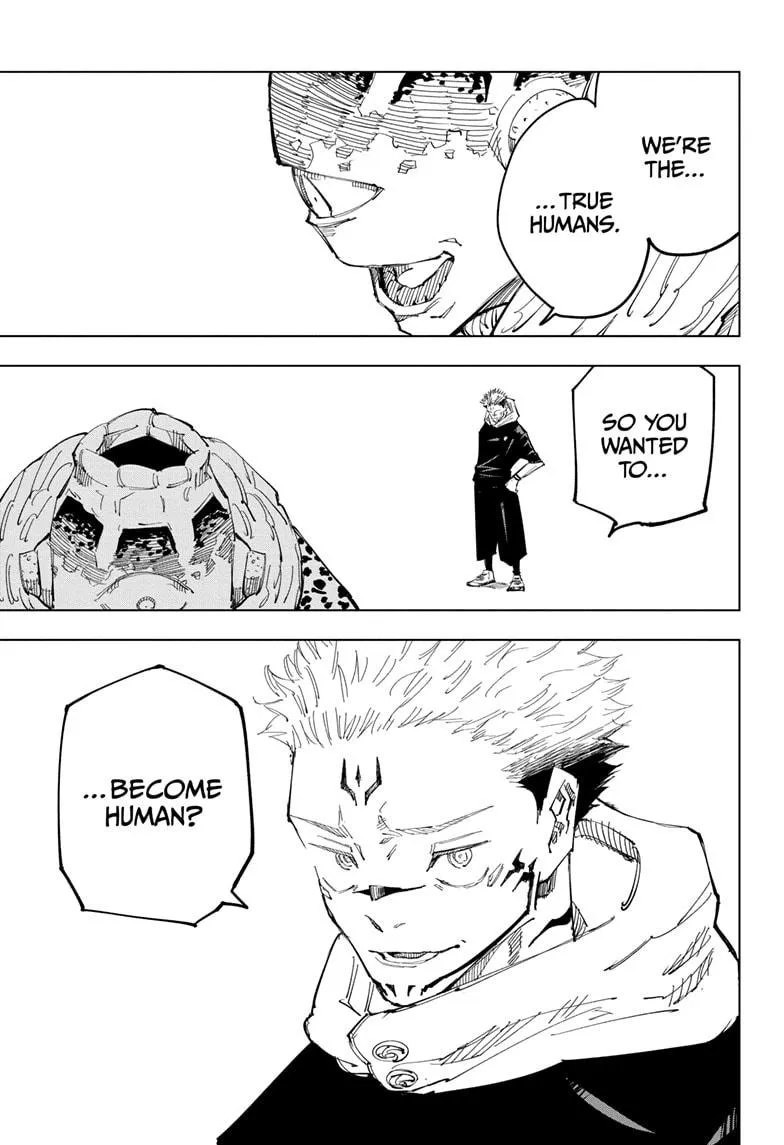 WE'RE
THE...
...TRUE
HUMANS.
SO YOU
WANTED
TO...
...BECOME
HUMAN?